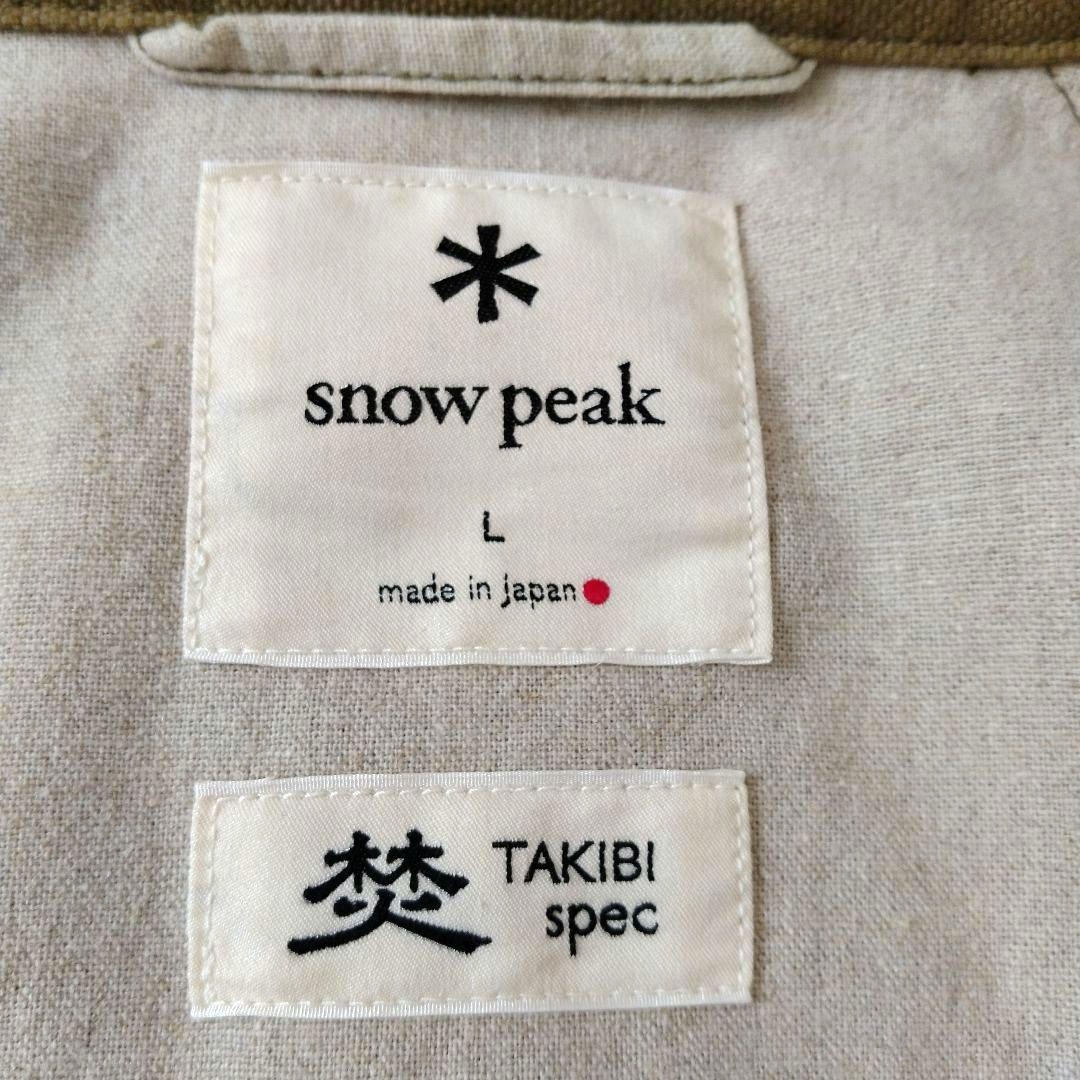 snow peak
L
made in japan
焚 TAKIBI
spec